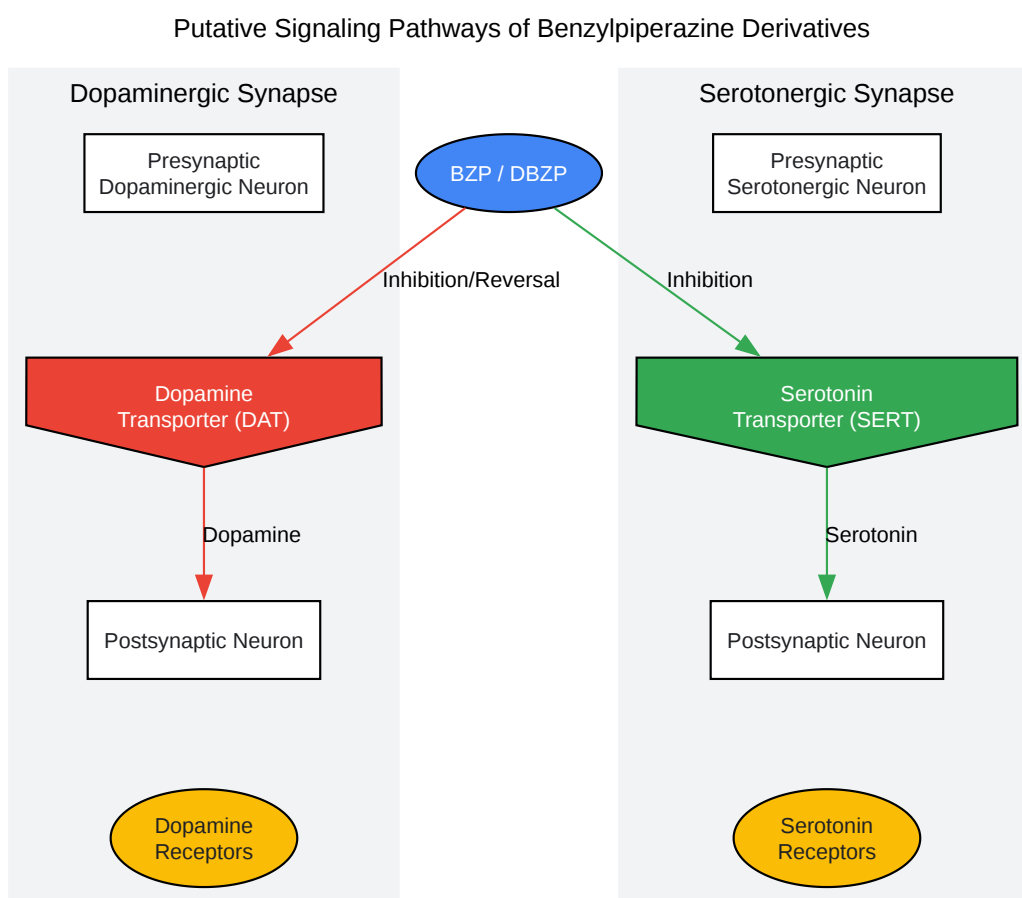 Putative Signaling Pathways of Benzylpiperazine Derivatives
Dopaminergic Synapse
Serotonergic Synapse
Presynaptic
Dopaminergic Neuron
BZP / DBZP
Presynaptic
Serotonergic Neuron
Inhibition/Reversal
Inhibition
Dopamine
Transporter (DAT)
Serotonin
Transporter (SERT)
Dopamine
Serotonin
Postsynaptic Neuron
Postsynaptic Neuron
Dopamine
Receptors
Serotonin
Receptors